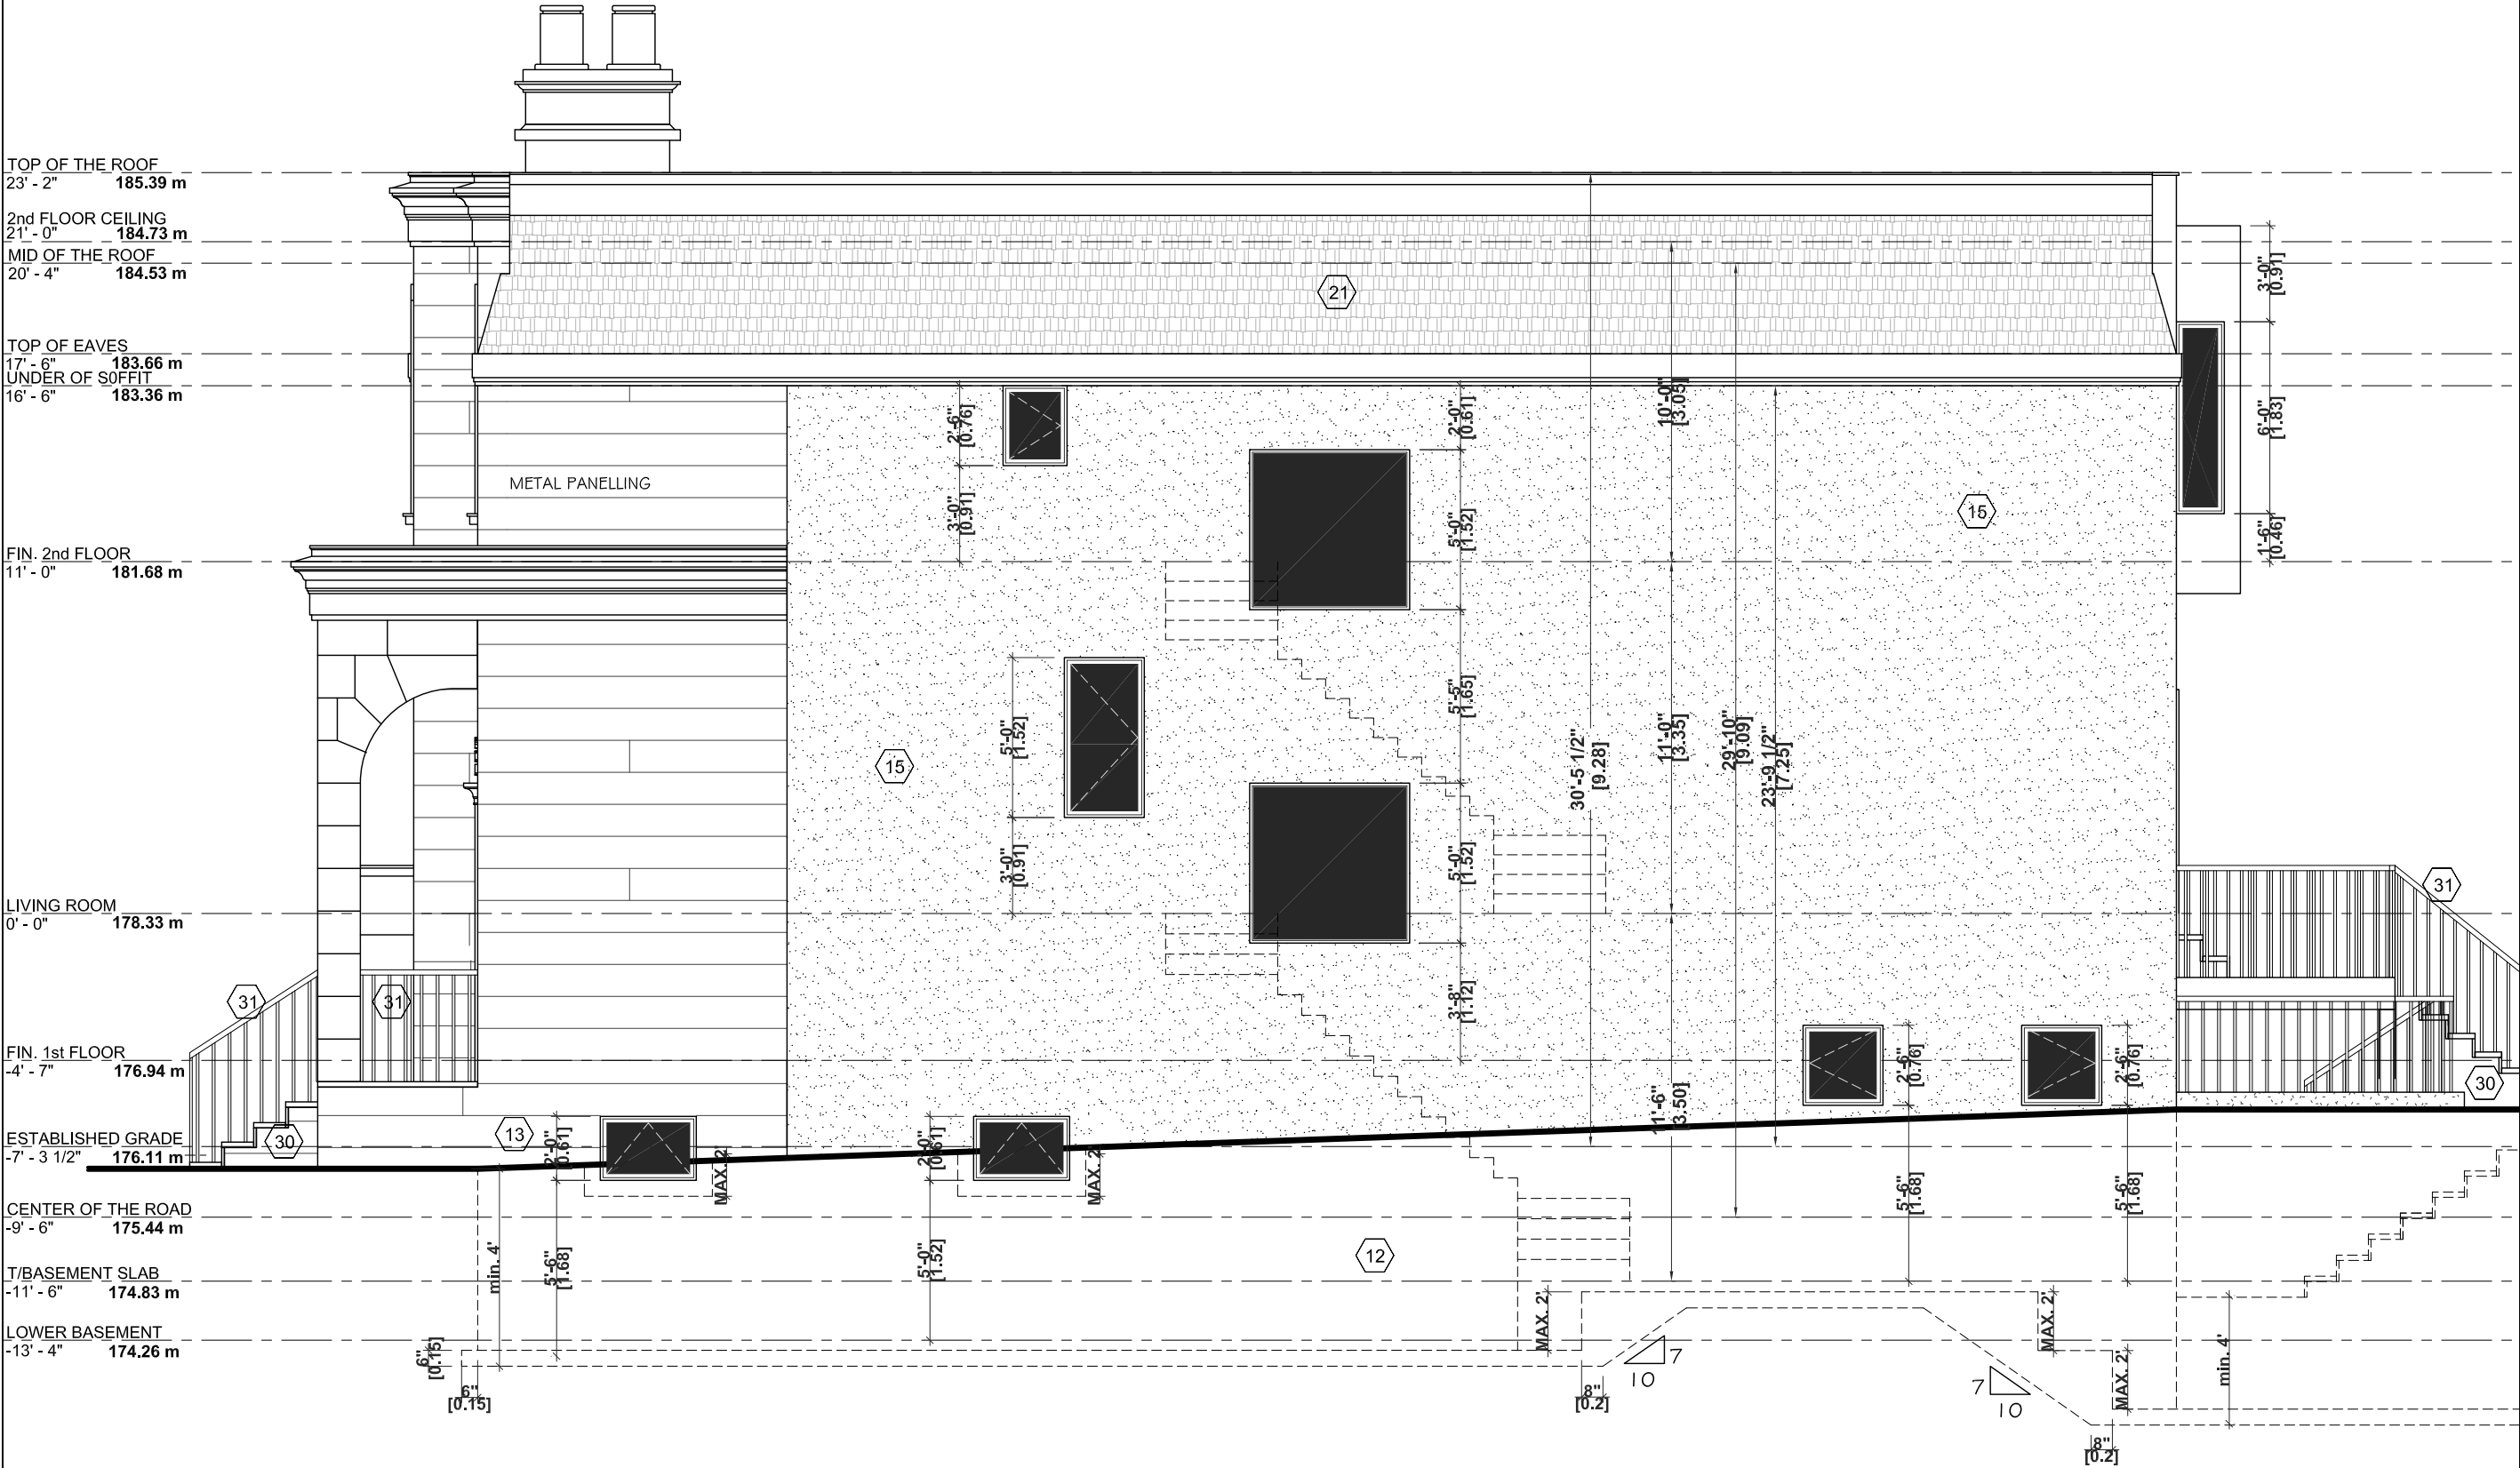 TOP OF THE ROOF
23' - 2" 185.39 m
2nd FLOOR CEILING
21' - 0" 184.73 m
MID OF THE ROOF
20' - 4" 184.53 m
TOP OF EAVES
17' - 6" 183.66 m
UNDER OF S0FFIT
16' - 6" 183.36 m
FIN. 2nd FLOOR
11' - 0" 181.68 m
LIVING ROOM
0' - 0" 178.33 m
FIN. 1st FLOOR
-4' - 7" 176.94 m
ESTABLISHED GRADE
-7' - 3 1/2" 176.11 m
CENTER OF THE ROAD
-9' - 6" 175.44 m
T/BASEMENT SLAB
-11' - 6" 174.83 m
LOWER BASEMENT
-13' - 4" 174.26 m
METAL PANELLING
21
15
15
31
31
31
30
30
13
12
2'-6"
[0.76]
3'-0"
[0.91]
5'-0"
[1.52]
3'-0"
[0.91]
2'-0"
[0.61]
5'-0"
[1.52]
5'-5"
[1.65]
5'-0"
[1.52]
3'-8"
[1.12]
30'-5 1/2"
[9.28]
10'-0"
[3.05]
11'-0"
[3.35]
11'-6"
[3.50]
29'-10"
[9.09]
23'-9 1/2"
[7.25]
3'-0"
[0.91]
6'-0"
[1.83]
1'-6"
[0.46]
2'-6"
[0.76]
5'-6"
[1.68]
2'-6"
[0.76]
5'-6"
[1.68]
2'-0"
[0.61]
5'-6"
[1.68]
MAX. 2'
2'-0"
[0.61]
5'-0"
[1.52]
MAX. 2'
min. 4'
6"
[0.15]
6"
[0.15]
MAX. 2'
8"
[0.2]
7
10
7
10
MAX. 2'
MAX. 2'
8"
[0.2]
min. 4'